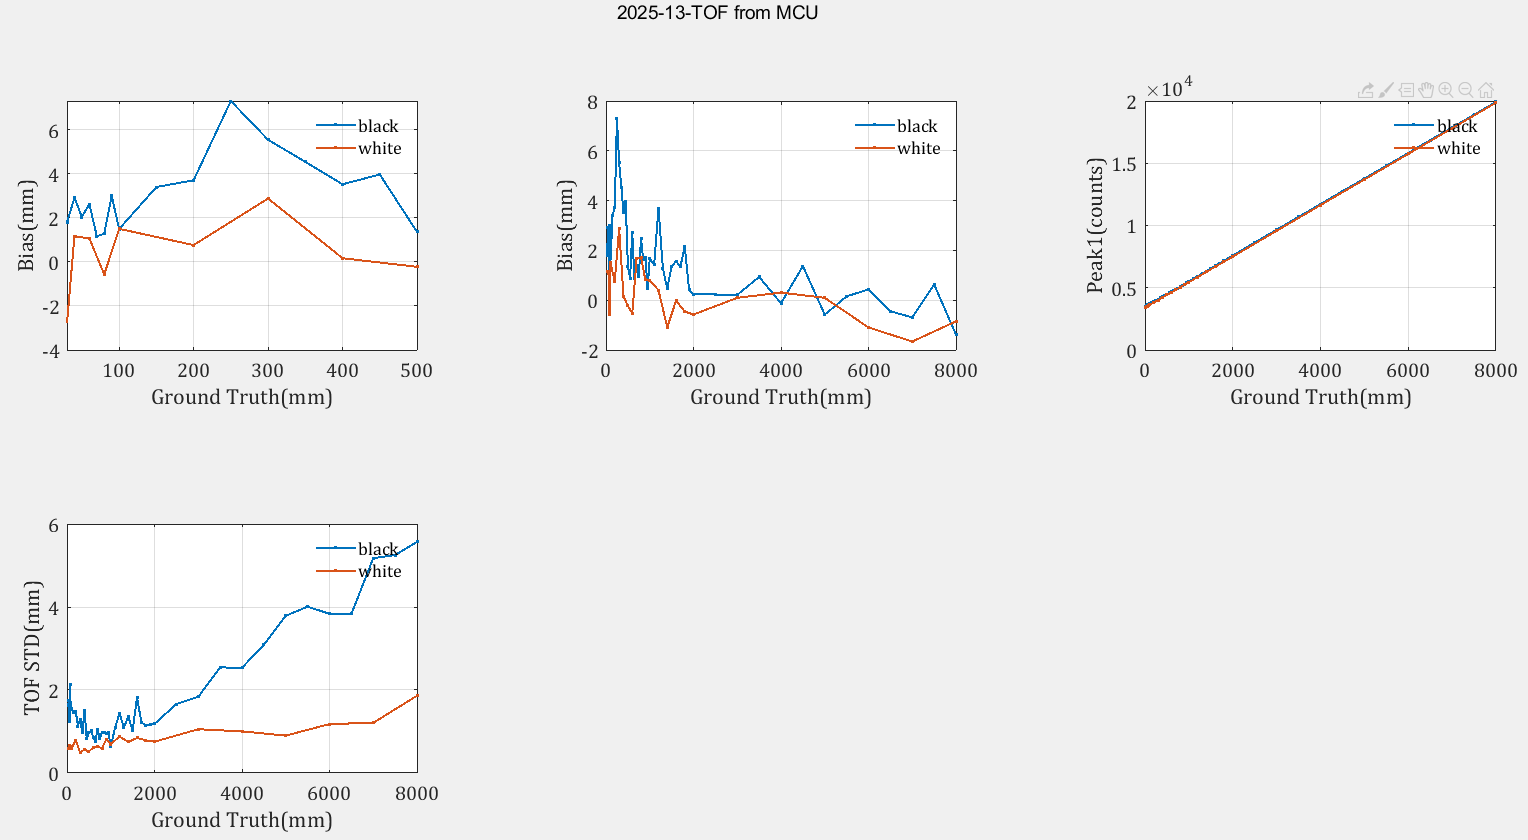 2025-13-TOF from MCU
6
4
2
0
-2
-4
100
200
300
400
500
Bias(mm)
Ground Truth(mm)
black
white
8
6
4
2
0
-2
0
2000
4000
6000
8000
Bias(mm)
Ground Truth(mm)
black
white
×10⁴
2
1.5
1
0.5
0
0
2000
4000
6000
8000
Peak1(counts)
Ground Truth(mm)
black
white
6
4
2
0
0
2000
4000
6000
8000
TOF STD(mm)
Ground Truth(mm)
black
white